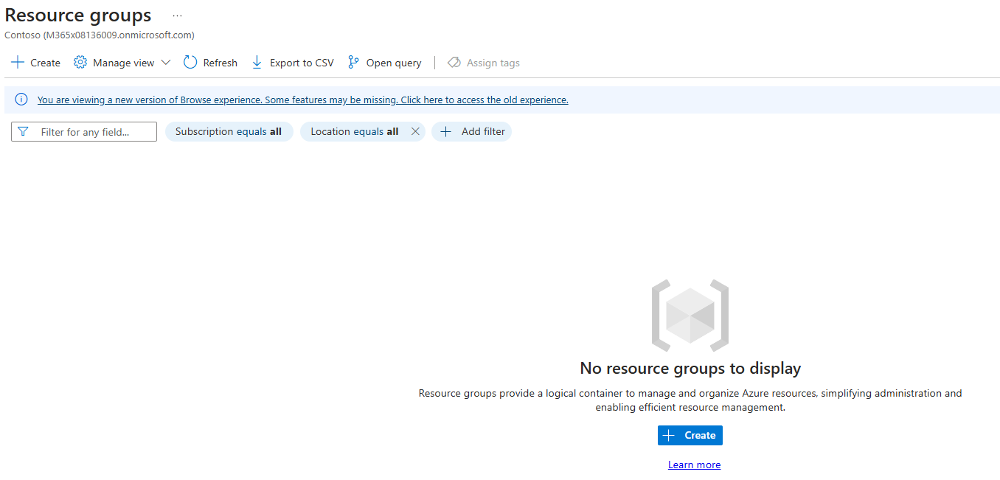 Resource groups ...
Contoso (M365x08136009.onmicrosoft.com)
Create Manage view Refresh Export to CSV Open query Assign tags
You are viewing a new version of Browse experience. Some features may be missing. Click here to access the old experience.
Filter for any field... Subscription equals all Location equals all Add filter
No resource groups to display
Resource groups provide a logical container to manage and organize Azure resources, simplifying administration and
enabling efficient resource management.
Create
Learn more